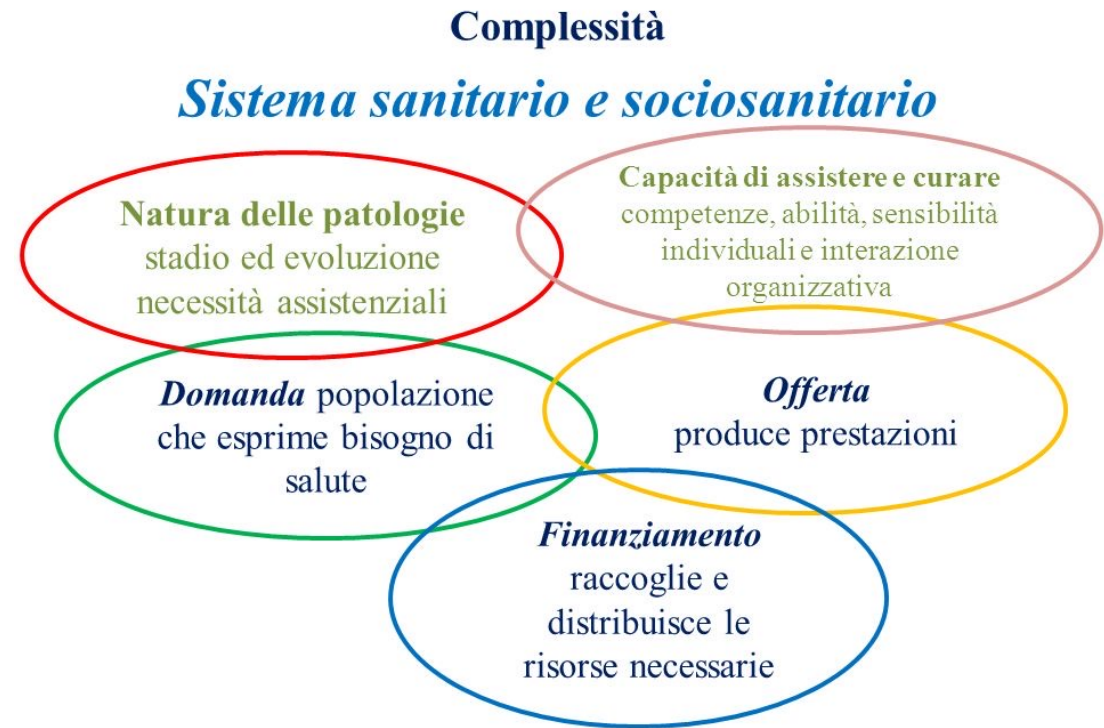 Complessità
Sistema sanitario e sociosanitario
Natura delle patologie
stadio ed evoluzione
necessità assistenziali
Capacità di assistere e curare
competenze, abilità, sensibilità
individuali e interazione
organizzativa
Domanda popolazione
che esprime bisogno di
salute
Offerta
produce prestazioni
Finanziamento
raccoglie e
distribuisce le
risorse necessarie